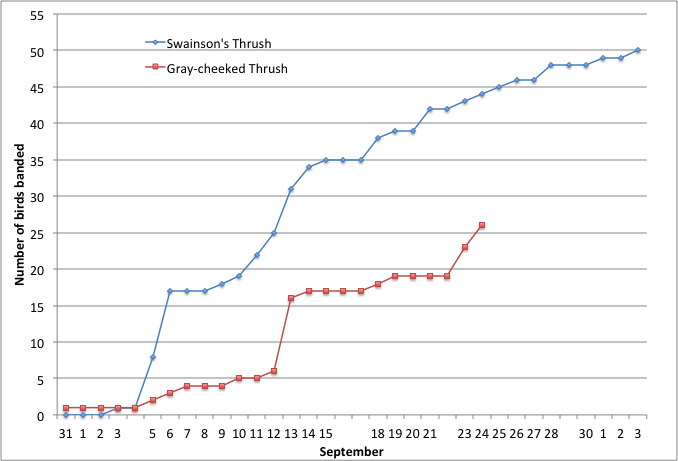 55
50
45
40
35
30
25
20
15
10
5
0
Number of birds banded
Swainson's Thrush
Gray-cheeked Thrush
31 1 2 3 5 6 7 8 9 10 11 12 13 14 15 18 19 20 21 23 24 25 26 27 28 30 1 2 3
September